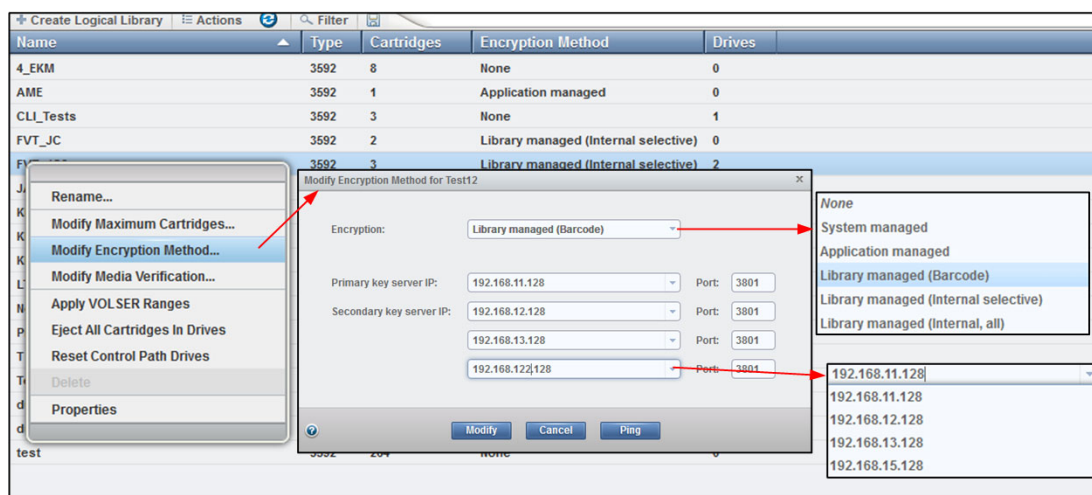 Create Logical Library Actions Filter
Name Type Cartridges Encryption Method Drives
4_EKM 3592 8 None 0
AME 3592 1 Application managed 0
CLI_Tests 3592 3 None 1
FVT_JC 3592 2 Library managed (Internal selective) 0
3592 3 Library managed (Internal selective) 2
Rename...
Modify Maximum Cartridges...
Modify Encryption Method...
Modify Media Verification...
Apply VOLSER Ranges
Eject All Cartridges In Drives
Reset Control Path Drives
Delete
Properties
test 3592 204 None 0
Modify Encryption Method for Test12 x
Encryption: Library managed (Barcode)
Primary key server IP: 192.168.11.128 Port: 3801
Secondary key server IP: 192.168.12.128 Port: 3801
192.168.13.128 Port: 3801
192.168.122.128 Port: 3801
Modify Cancel Ping
None
System managed
Application managed
Library managed (Barcode)
Library managed (Internal selective)
Library managed (Internal, all)
192.168.11.128
192.168.11.128
192.168.12.128
192.168.13.128
192.168.15.128